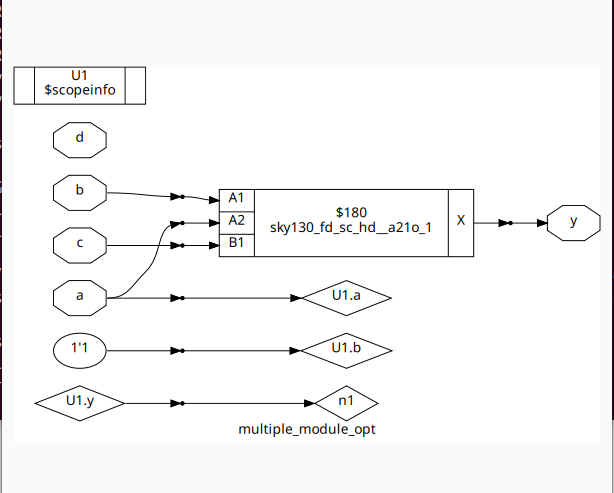 U1
$scopeinfo
d
b
c
a
1'1
U1.y
A1
A2
B1
$180
sky130_fd_sc_hd__a21o_1
X
y
U1.a
U1.b
n1
multiple_module_opt